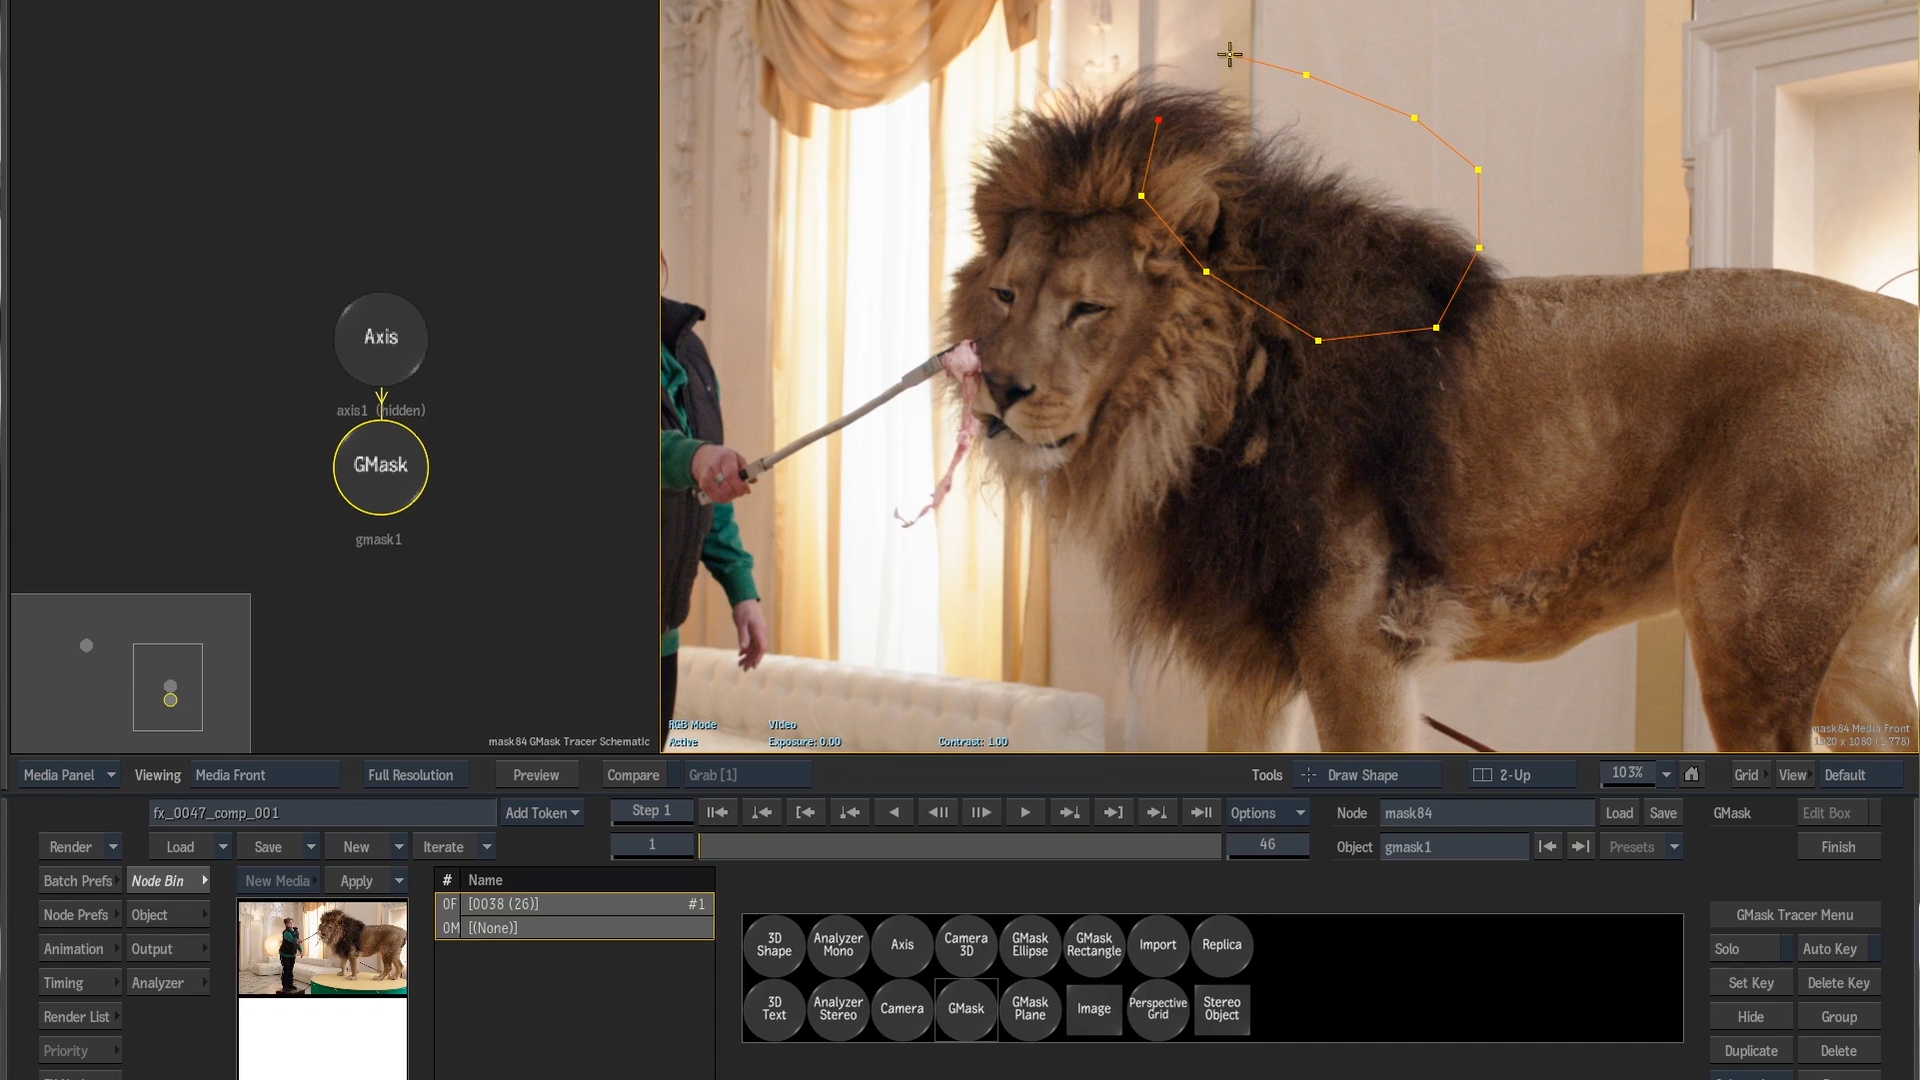 Axis
axis1 (hidden)
GMask
gmask1
mask84 GMask Tracer Schematic
RGB Mode
Video
Active
Exposure: 0.00
Contrast: 1.00
mask84 Media Front
1920 x 1080 (1.778)
Media Panel
Viewing
Media Front
Full Resolution
Preview
Compare
Grab [1]
Tools
Draw Shape
2-Up
103%
Grid
View
Default
fx_0047_comp_001
Add Token
Step 1
Options
Node
mask84
Load
Save
GMask
Edit Box
Render
Load
Save
New
Iterate
1
46
Object
gmask1
Presets
Finish
Batch Prefs
Node Bin
New Media
Apply
# Name
Node Prefs
Object
0F [0038 (26)] #1
0M [(None)]
GMask Tracer Menu
Animation
Output
3D Shape
Analyzer Mono
Axis
Camera 3D
GMask Ellipse
GMask Rectangle
Import
Replica
Solo
Auto Key
Timing
Analyzer
Set Key
Delete Key
Render List
3D Text
Analyzer Stereo
Camera
GMask
GMask Plane
Image
Perspective Grid
Stereo Object
Hide
Group
Priority
Duplicate
Delete